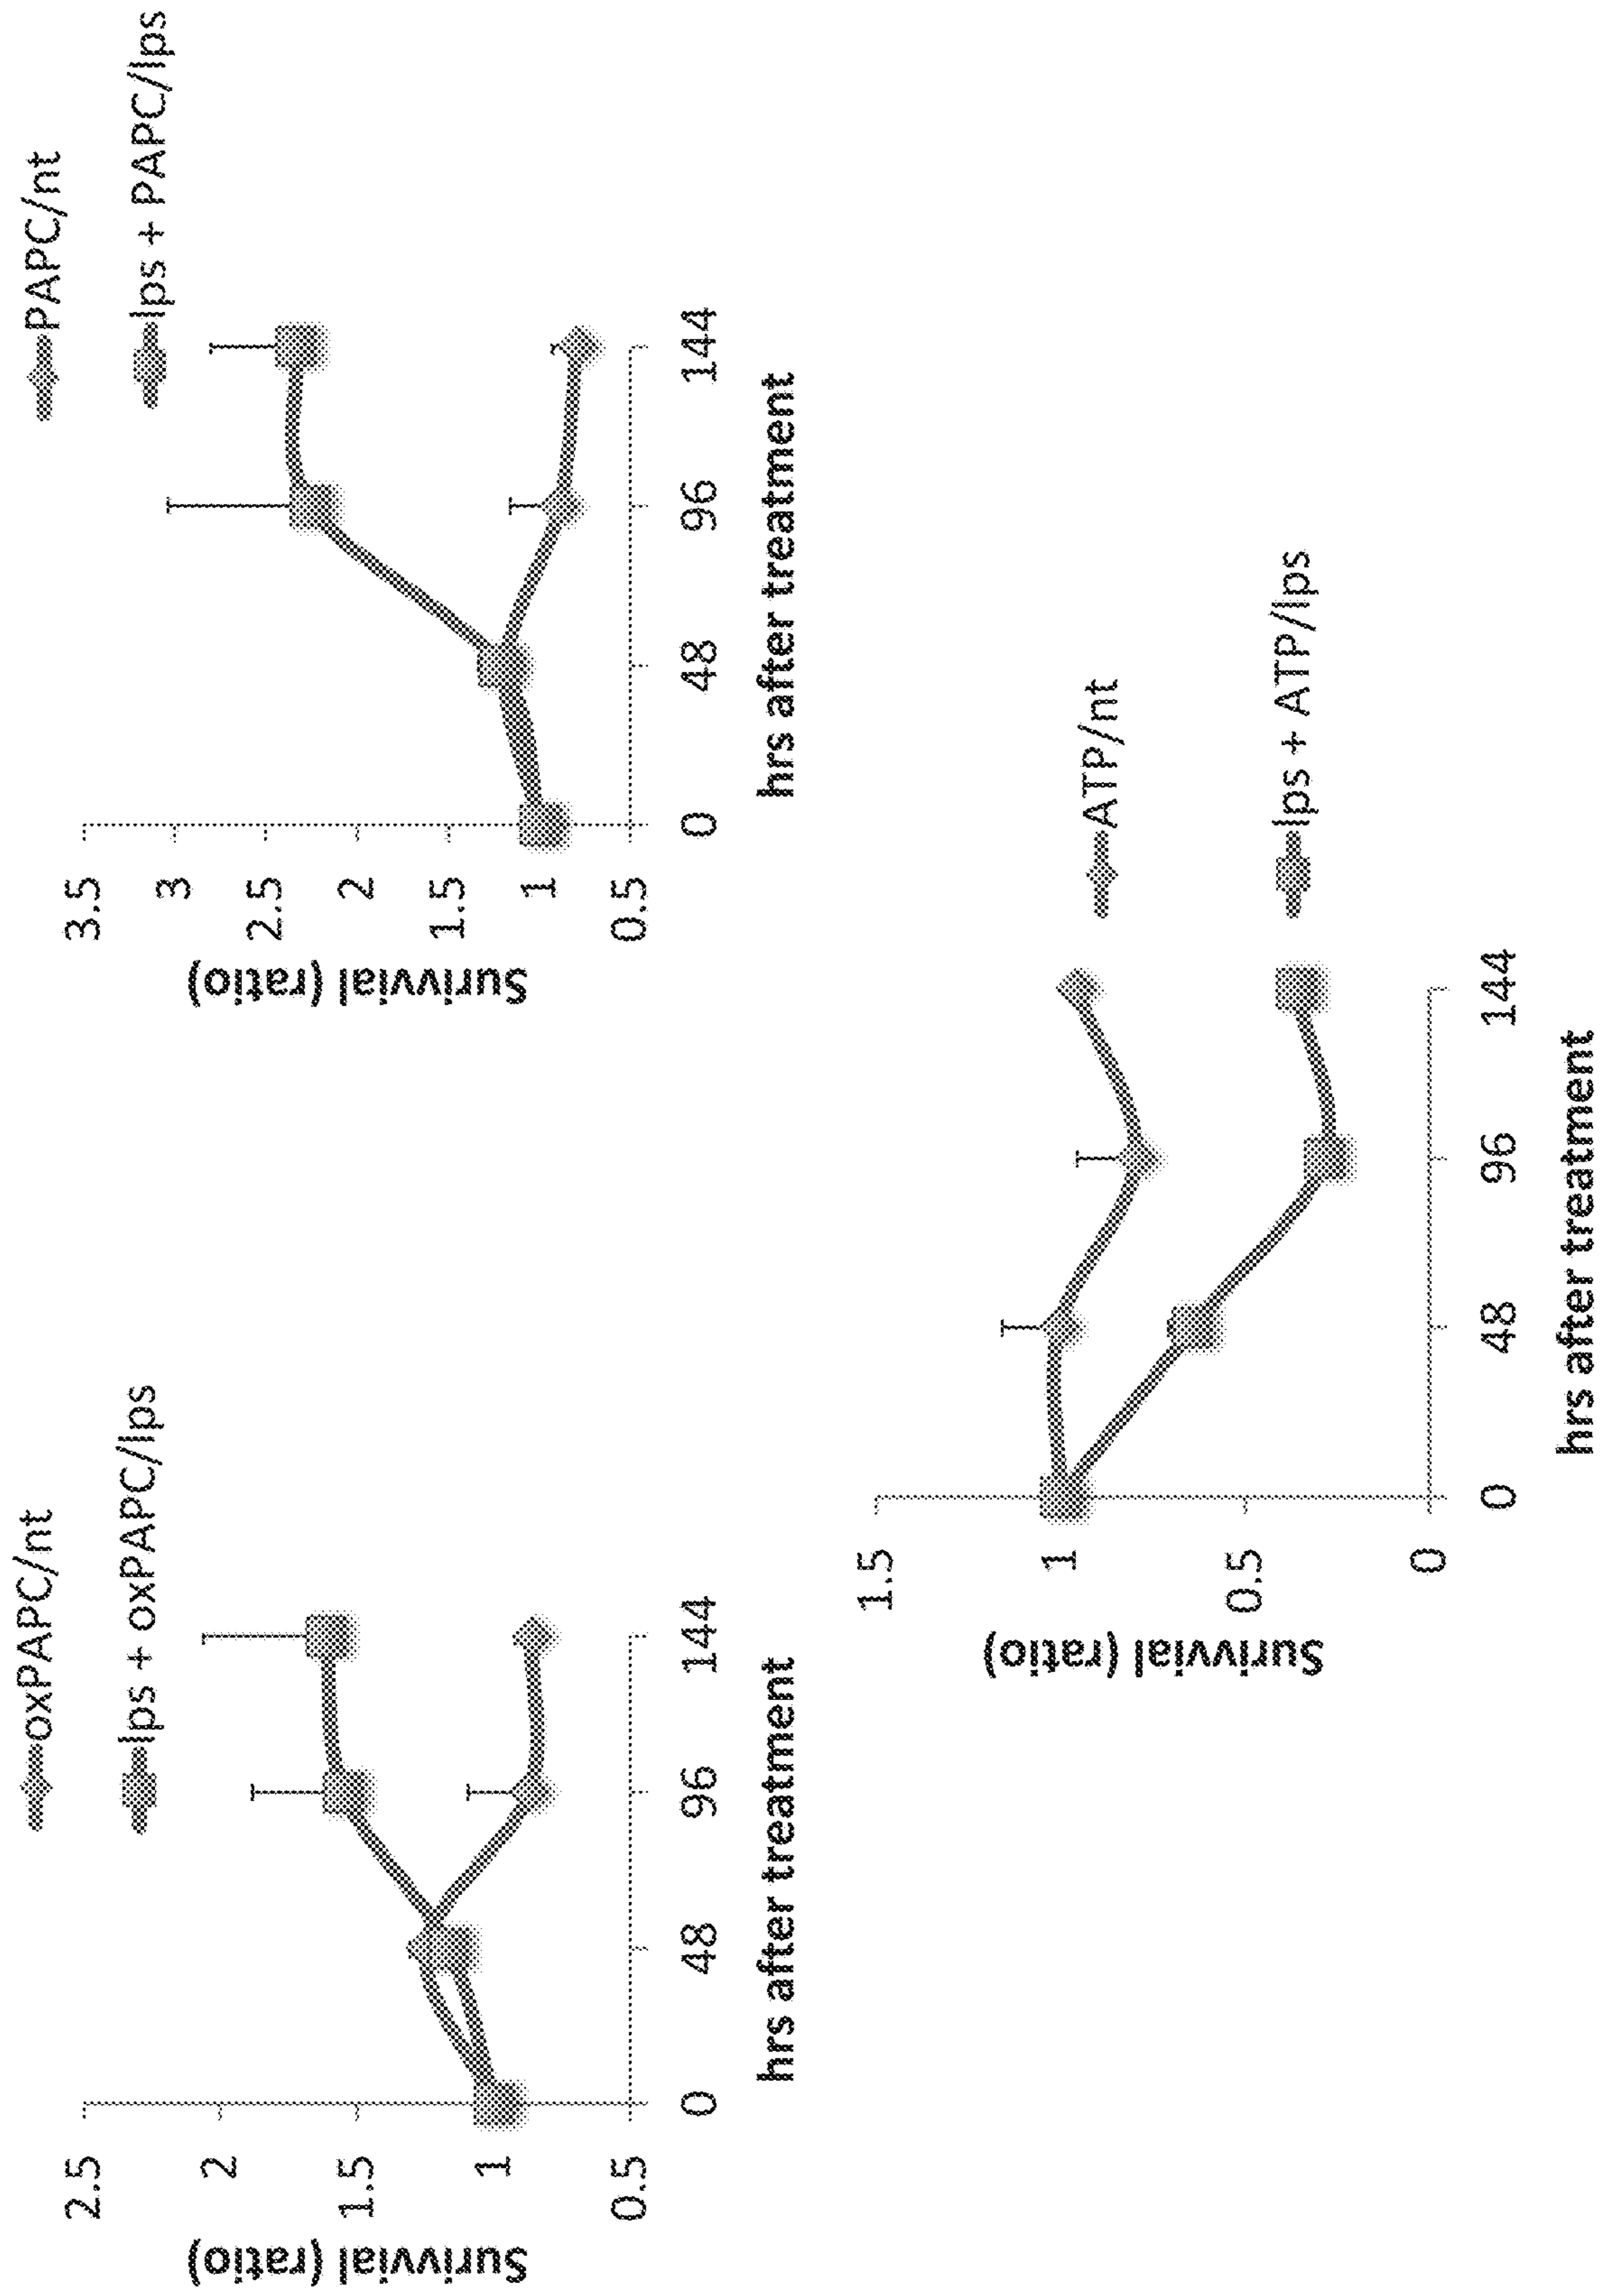 oxPAPC/nt
lps + oxPAPC/lps
2.5
2
1.5
1
0.5
Surivvial (ratio)
0 48 96 144
hrs after treatment
PAPC/nt
lps + PAPC/lps
3.5
3
2.5
2
1.5
1
0.5
Surivvial (ratio)
0 48 96 144
hrs after treatment
1.5
1
0.5
0
Surivvial (ratio)
0 48 96 144
hrs after treatment
ATP/nt
lps + ATP/lps